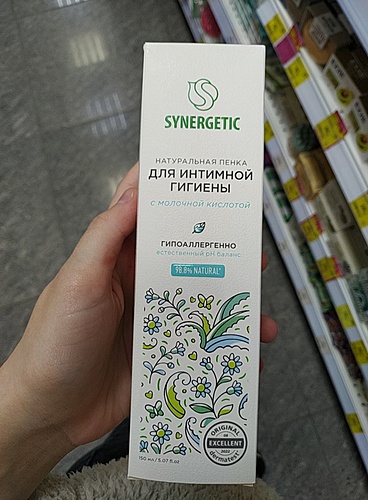 SYNERGETIC
НАТУРАЛЬНАЯ ПЕНКА
ДЛЯ ИНТИМНОЙ
ГИГИЕНЫ
С МОЛОЧНОЙ КИСЛОТОЙ
ГИПОАЛЛЕРГЕННО
естественный pH баланс
98.8% NATURAL*
ORIGINAL
EXCELLENT
dermatest
150 мл / 5.07 fl.oz